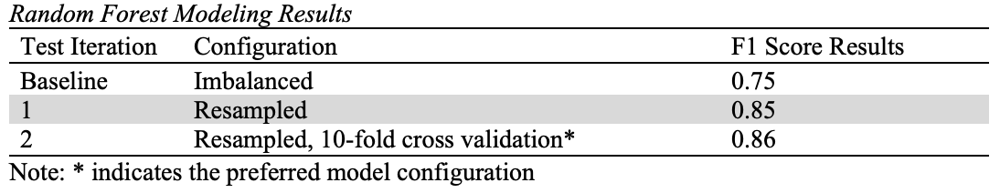 Random Forest Modeling Results
Test Iteration Configuration F1 Score Results
Baseline Imbalanced 0.75
1 Resampled 0.85
2 Resampled, 10-fold cross validation* 0.86
Note: * indicates the preferred model configuration